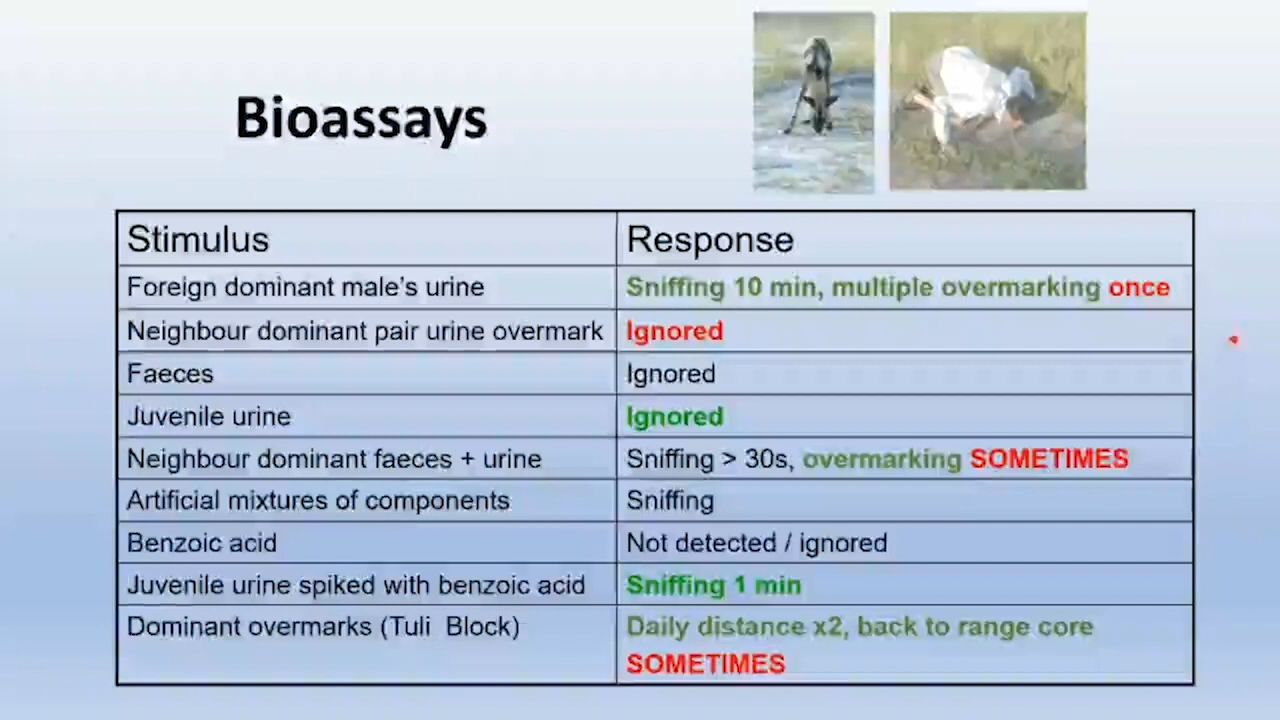 Bioassays
Stimulus Response
Foreign dominant male's urine Sniffing 10 min, multiple overmarking once
Neighbour dominant pair urine overmark Ignored
Faeces Ignored
Juvenile urine Ignored
Neighbour dominant faeces + urine Sniffing > 30s, overmarking SOMETIMES
Artificial mixtures of components Sniffing
Benzoic acid Not detected / ignored
Juvenile urine spiked with benzoic acid Sniffing 1 min
Dominant overmarks (Tuli Block) Daily distance x2, back to range core
SOMETIMES